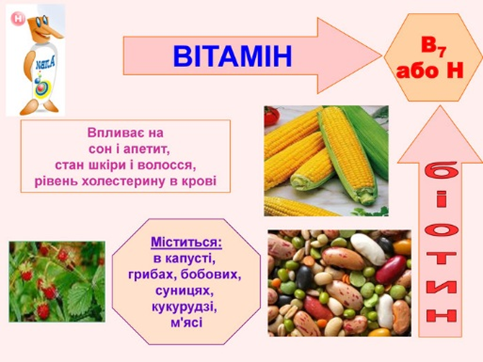 Н
ВІТАМІН
В7
або Н
Впливає на
сон і апетит,
стан шкіри і волосся,
рівень холестерину в крові
біотин
Міститься:
в капусті,
грибах, бобових,
суницях,
кукурудзі,
м'ясі